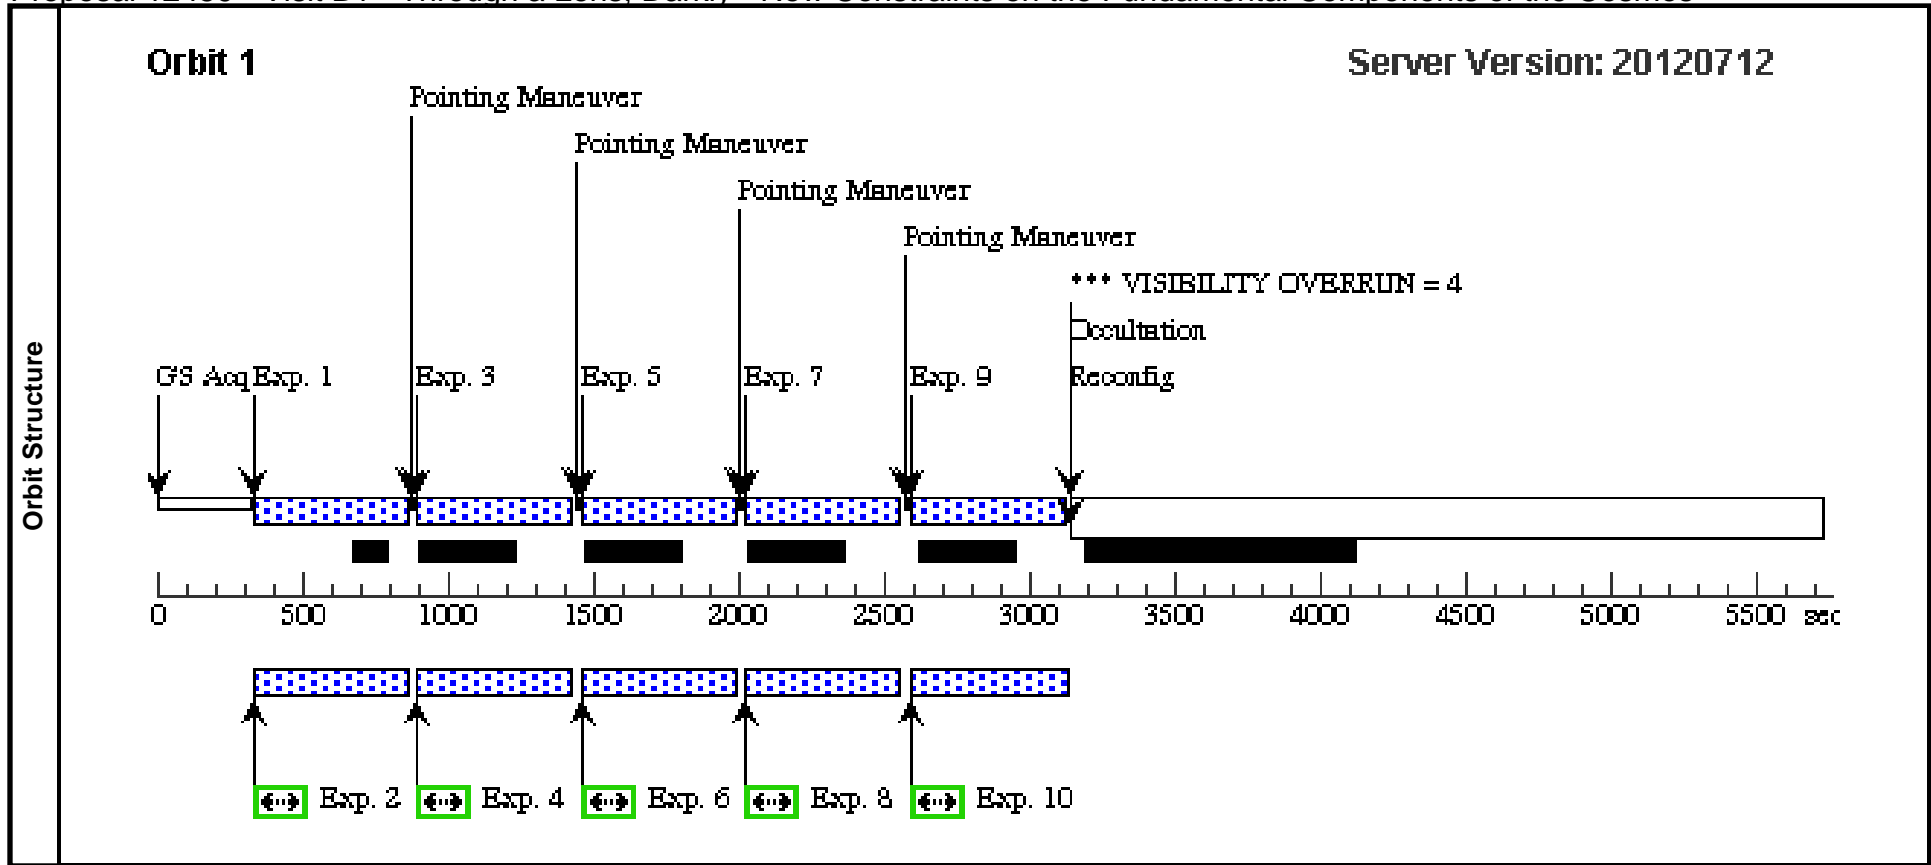 Orbit Structure
Orbit 1
Server Version: 20120712
Pointing Maneuver
Pointing Maneuver
Pointing Maneuver
Pointing Maneuver
*** VISIBILITY OVERRUN = 4
Occultation
GS Acq Exp. 1 Exp. 3 Exp. 5 Exp. 7 Exp. 9 Reconfig
0 500 1000 1500 2000 2500 3000 3500 4000 4500 5000 5500 sec
Exp. 2 Exp. 4 Exp. 6 Exp. 8 Exp. 10